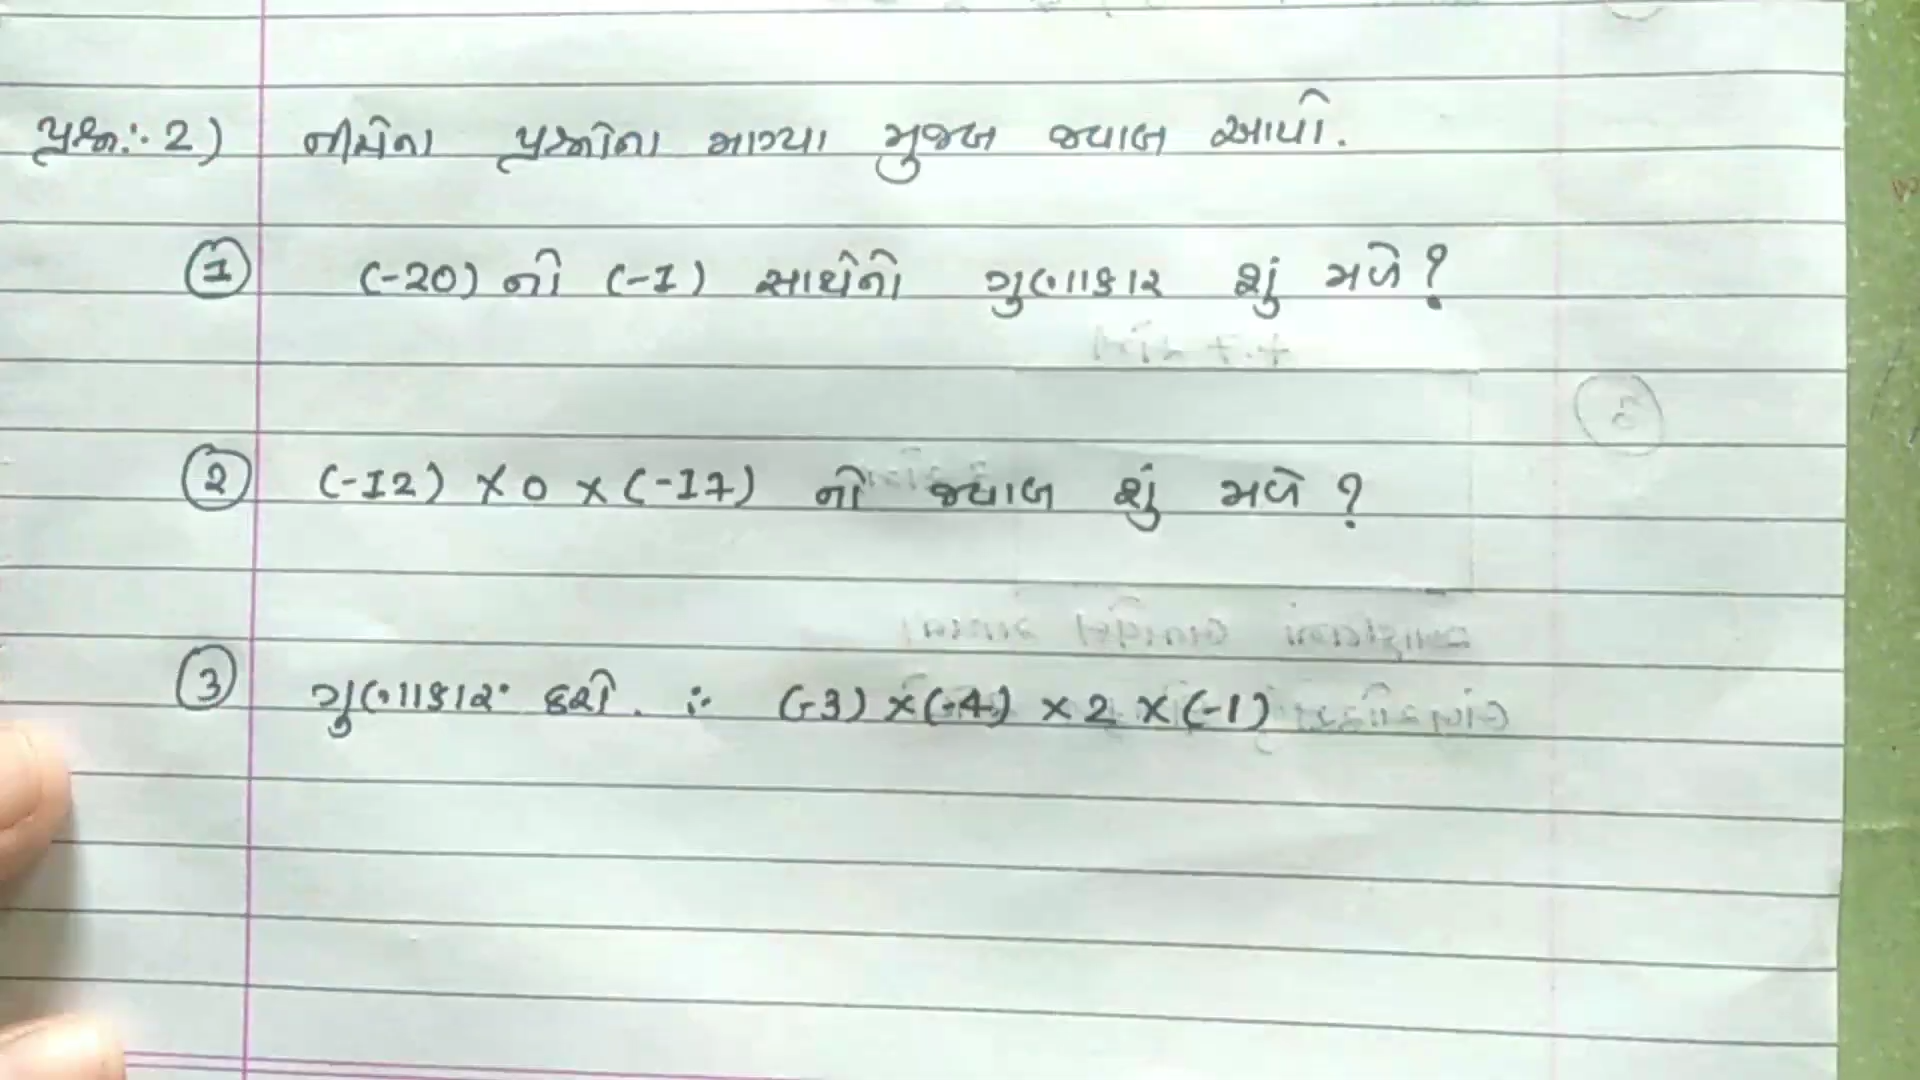 પ્રશ્ન:- 2) નીચેના પ્રશ્નોના માગ્યા મુજબ જવાબ આપો.
① (-20) નો (-1) સાથેનો ગુણાકાર શું મળે ?
② (-12) × 0 × (-17) નો જવાબ શું મળે ?
③ ગુણાકાર કરો. :- (-3) × (-4) × 2 × (-1)